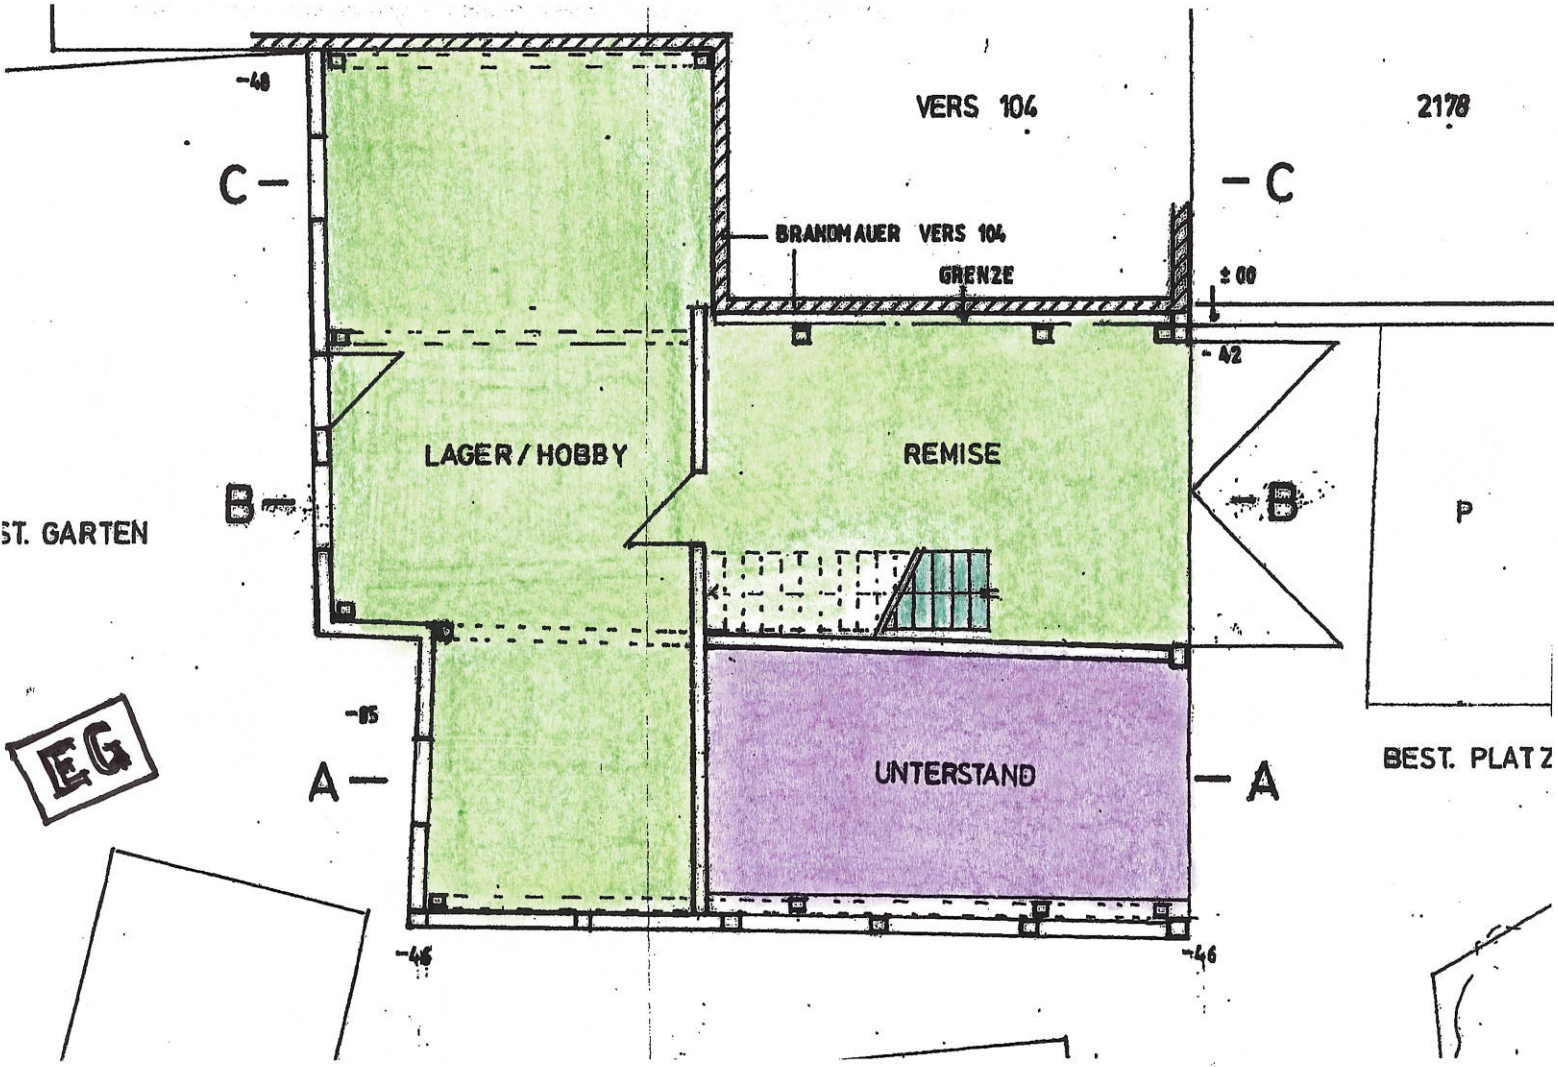 -48
VERS 104
2178
C
C
BRANDMAUER VERS 104
GRENZE
± 00
- 42
LAGER/HOBBY
REMISE
B
B
P
ST. GARTEN
-85
EG
A
UNTERSTAND
A
BEST. PLATZ
-46
-46